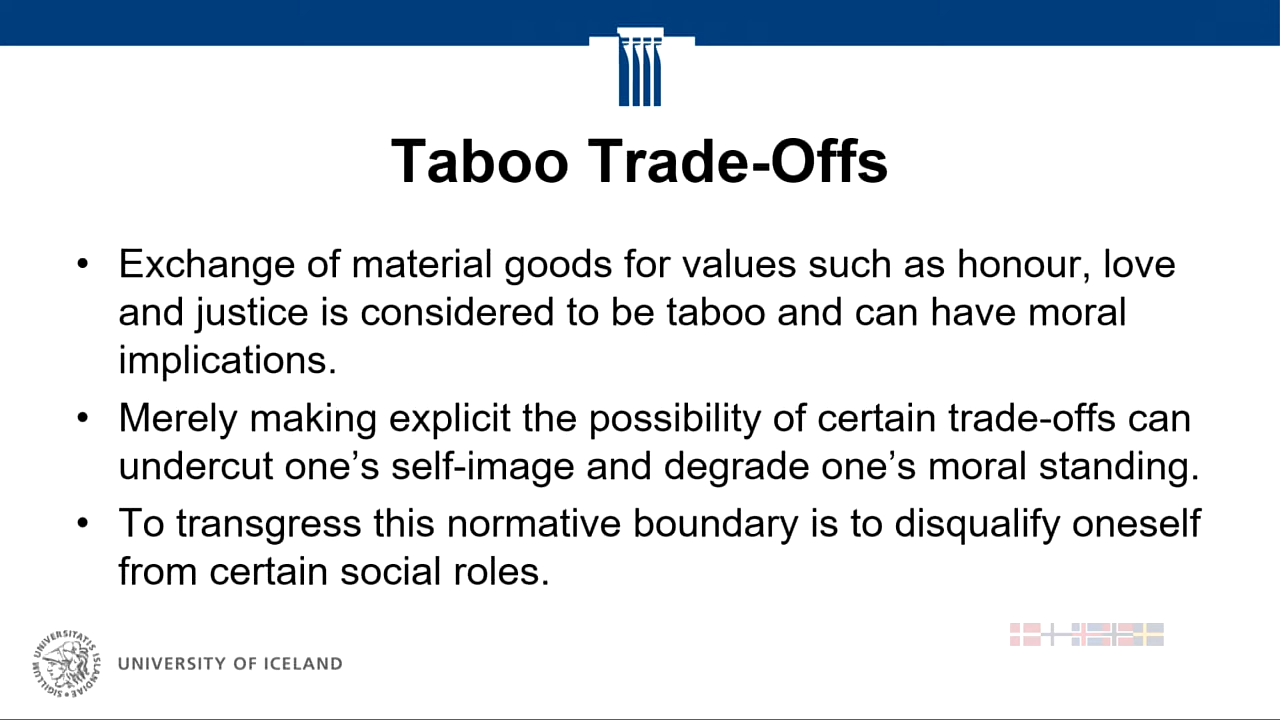 Taboo Trade-Offs
• Exchange of material goods for values such as honour, love
and justice is considered to be taboo and can have moral
implications.
• Merely making explicit the possibility of certain trade-offs can
undercut one’s self-image and degrade one’s moral standing.
• To transgress this normative boundary is to disqualify oneself
from certain social roles.
SIGILLUM UNIVERSITATIS ISLANDIAE
UNIVERSITY OF ICELAND